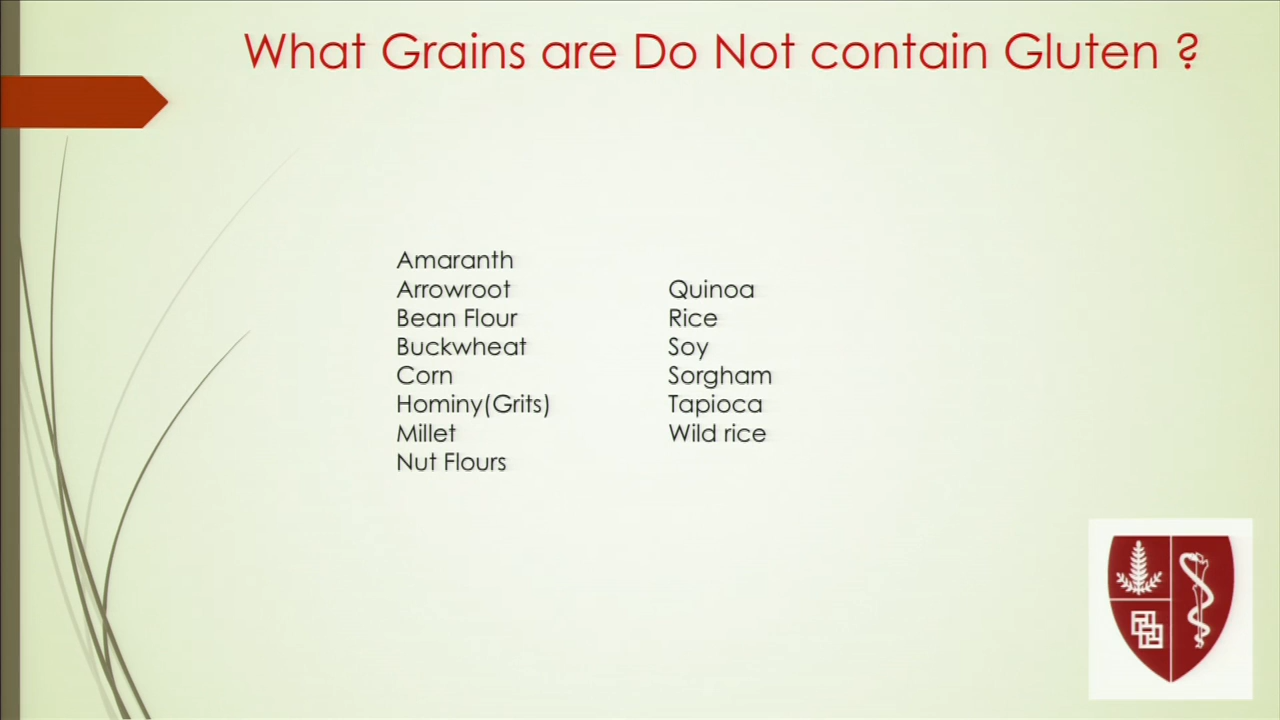 What Grains are Do Not contain Gluten ?
Amaranth
Arrowroot
Bean Flour
Buckwheat
Corn
Hominy(Grits)
Millet
Nut Flours
Quinoa
Rice
Soy
Sorgham
Tapioca
Wild rice